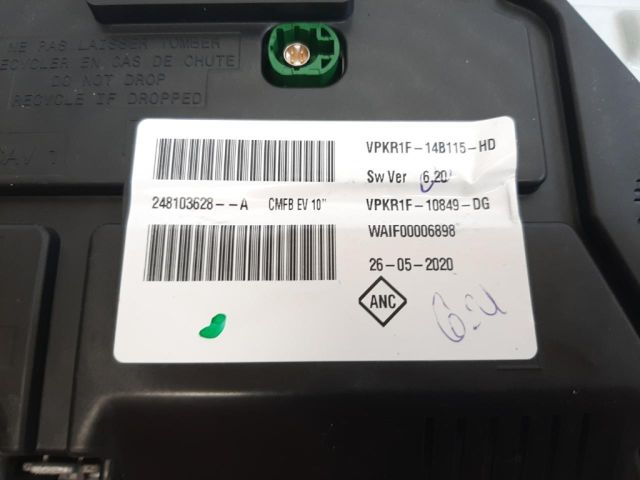 NE PAS LAISSER TOMBER
RECYCLER EN CAS DE CHUTE
DO NOT DROP
RECYCLE IF DROPPED
VPKR1F-14B115-HD
Sw Ver 6.20
248103628--A CMFB EV 10"
VPKR1F-10849-DG
WAIF00006898
26-05-2020
ANC